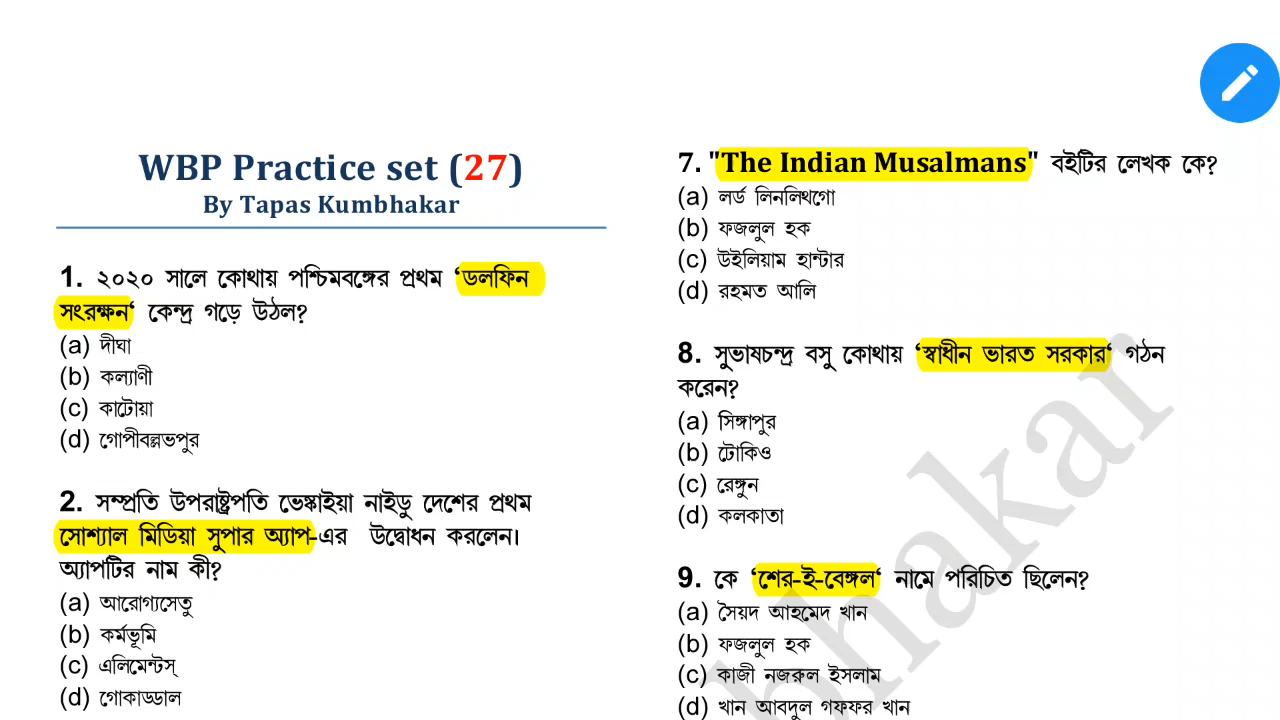 WBP Practice set (27)
By Tapas Kumbhakar
1. ২০২০ সালে কোথায় পশ্চিমবঙ্গের প্রথম ‘ডলফিন
সংরক্ষন‘ কেন্দ্র গড়ে উঠল?
(a) দীঘা
(b) কল্যাণী
(c) কাটোয়া
(d) গোপীবল্লভপুর
2. সম্প্রতি উপরাষ্ট্রপতি ভেঙ্কাইয়া নাইডু দেশের প্রথম
সোশ্যাল মিডিয়া সুপার অ্যাপ-এর উদ্বোধন করলেন।
অ্যাপটির নাম কী?
(a) আরোগ্যসেতু
(b) কর্মভূমি
(c) এলিমেন্টস্
(d) গোকাড্ডাল
7. "The Indian Musalmans" বইটির লেখক কে?
(a) লর্ড লিনলিথগো
(b) ফজলুল হক
(c) উইলিয়াম হান্টার
(d) রহমত আলি
8. সুভাষচন্দ্র বসু কোথায় ‘স্বাধীন ভারত সরকার‘ গঠন
করেন?
(a) সিঙ্গাপুর
(b) টোকিও
(c) রেঙ্গুন
(d) কলকাতা
9. কে ‘শের-ই-বেঙ্গল‘ নামে পরিচিত ছিলেন?
(a) সৈয়দ আহমেদ খান
(b) ফজলুল হক
(c) কাজী নজরুল ইসলাম
(d) খান আবদুল গফফর খান
bhakar